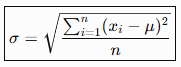 σ = √(∑ᵢ₌₁ⁿ(xᵢ − μ)² / n)